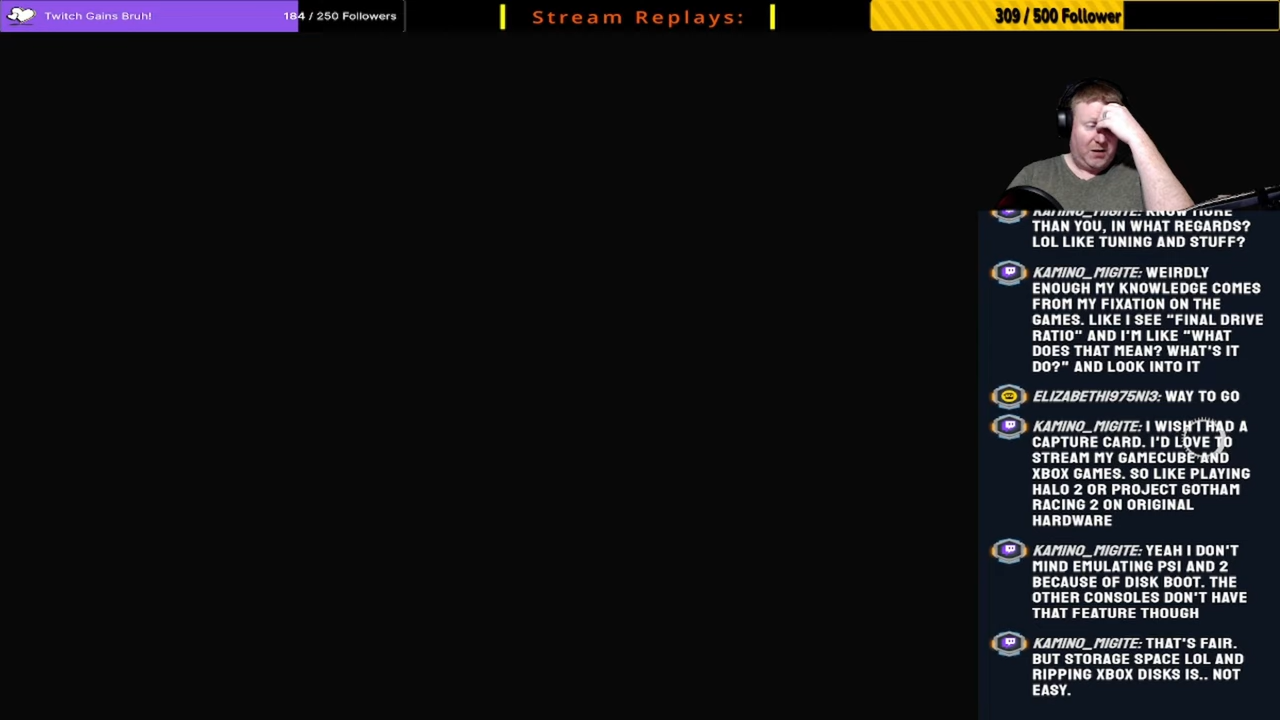 Twitch Gains Bruh!
184 / 250 Followers
Stream Replays:
309 / 500 Follower
KAMINO_MIGITE: KNOW MORE
THAN YOU, IN WHAT REGARDS?
LOL LIKE TUNING AND STUFF?
KAMINO_MIGITE: WEIRDLY
ENOUGH MY KNOWLEDGE COMES
FROM MY FIXATION ON THE
GAMES. LIKE I SEE "FINAL DRIVE
RATIO" AND I'M LIKE "WHAT
DOES THAT MEAN? WHAT'S IT
DO?" AND LOOK INTO IT
ELIZABETH1975N13: WAY TO GO
KAMINO_MIGITE: I WISH I HAD A
CAPTURE CARD. I'D LOVE TO
STREAM MY GAMECUBE AND
XBOX GAMES. SO LIKE PLAYING
HALO 2 OR PROJECT GOTHAM
RACING 2 ON ORIGINAL
HARDWARE
KAMINO_MIGITE: YEAH I DON'T
MIND EMULATING PS1 AND 2
BECAUSE OF DISK BOOT. THE
OTHER CONSOLES DON'T HAVE
THAT FEATURE THOUGH
KAMINO_MIGITE: THAT'S FAIR.
BUT STORAGE SPACE LOL AND
RIPPING XBOX DISKS IS.. NOT
EASY.